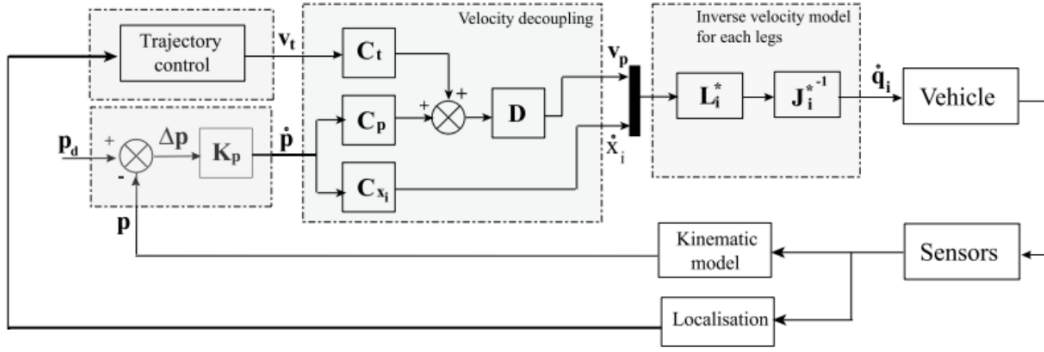 Velocity decoupling
Inverse velocity model
for each legs
Trajectory
control
v_t
C_t
v_p
+
+
D
L_i^*
J_i^{*-1}
q̇_i
Vehicle
p_d
+
-
Δp
K_p
ṗ
C_p
ẋ_i
C_{x_i}
p
Kinematic
model
Sensors
Localisation